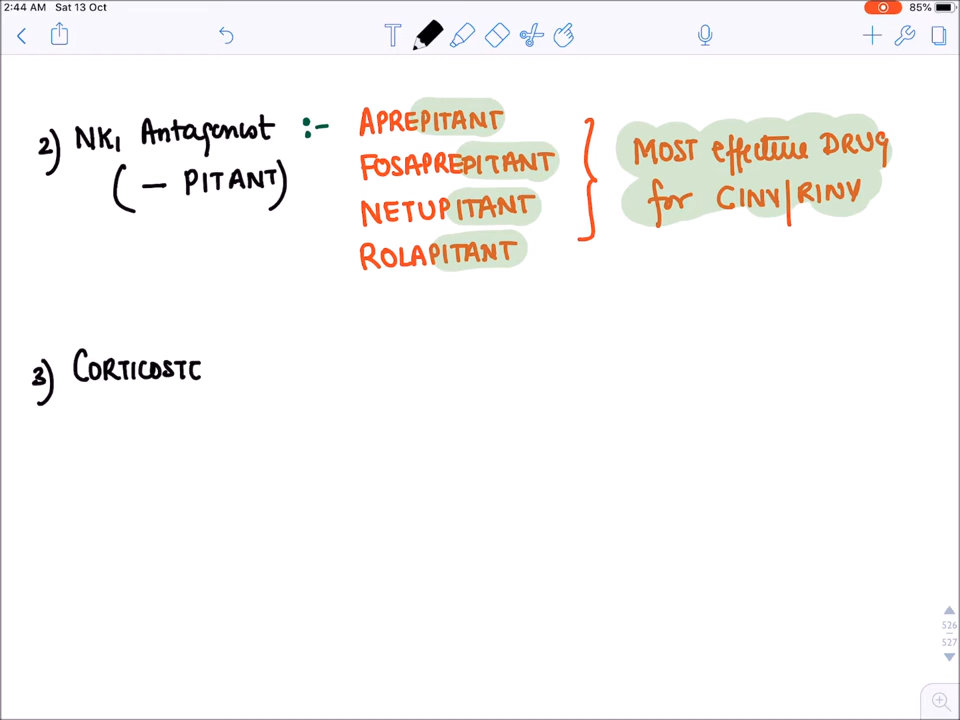 2:44 AM Sat 13 Oct
85%
T
2) NK1 Antagonist :- APREPITANT
(— PITANT)
FOSAPREPITANT
NETUPITANT
ROLAPITANT
MOST effective DRUG
for CINV|RINV
3) CORTICOSTE
526
527